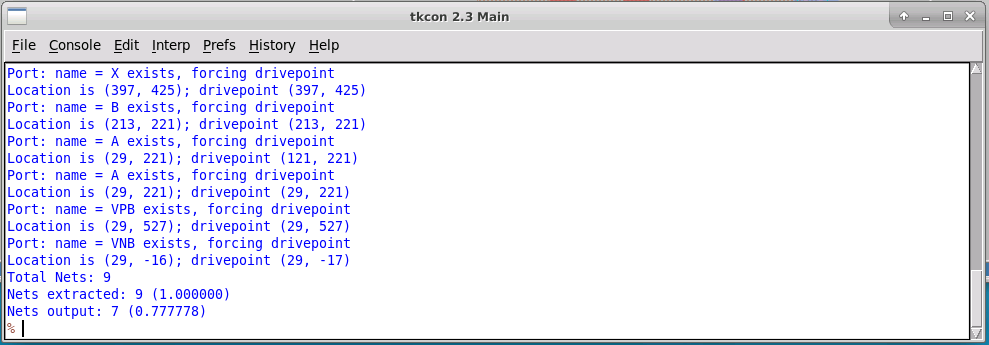 tkcon 2.3 Main
File Console Edit Interp Prefs History Help
Port: name = X exists, forcing drivepoint
Location is (397, 425); drivepoint (397, 425)
Port: name = B exists, forcing drivepoint
Location is (213, 221); drivepoint (213, 221)
Port: name = A exists, forcing drivepoint
Location is (29, 221); drivepoint (121, 221)
Port: name = A exists, forcing drivepoint
Location is (29, 221); drivepoint (29, 221)
Port: name = VPB exists, forcing drivepoint
Location is (29, 527); drivepoint (29, 527)
Port: name = VNB exists, forcing drivepoint
Location is (29, -16); drivepoint (29, -17)
Total Nets: 9
Nets extracted: 9 (1.000000)
Nets output: 7 (0.777778)
%